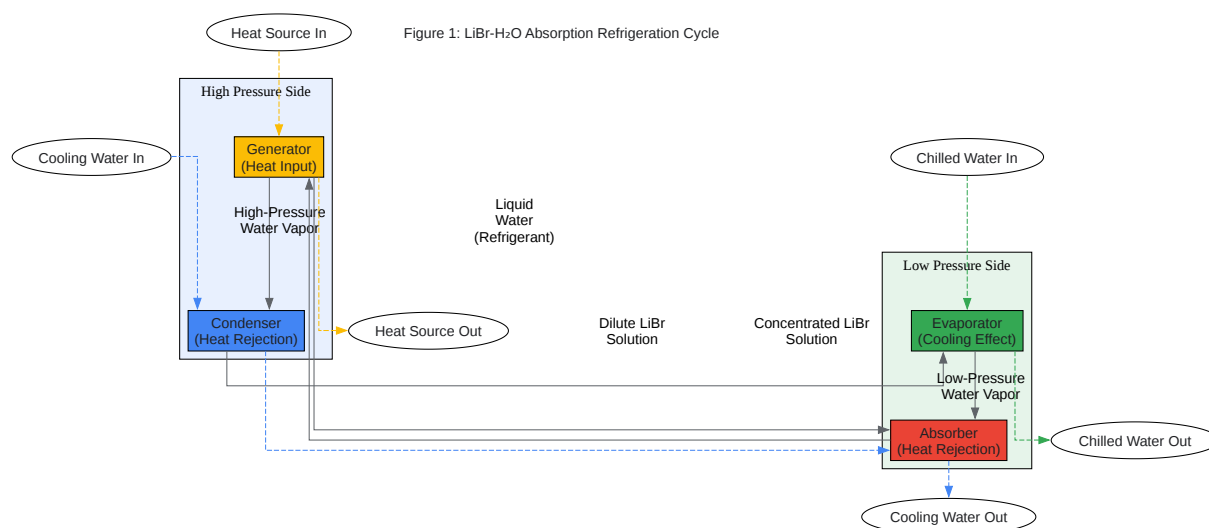 Heat Source In
Figure 1: LiBr-H₂O Absorption Refrigeration Cycle
High Pressure Side
Generator
(Heat Input)
Cooling Water In
Chilled Water In
High-Pressure
Water Vapor
Liquid
Water
(Refrigerant)
Low Pressure Side
Condenser
(Heat Rejection)
Heat Source Out
Dilute LiBr
Solution
Concentrated LiBr
Solution
Evaporator
(Cooling Effect)
Low-Pressure
Water Vapor
Absorber
(Heat Rejection)
Chilled Water Out
Cooling Water Out